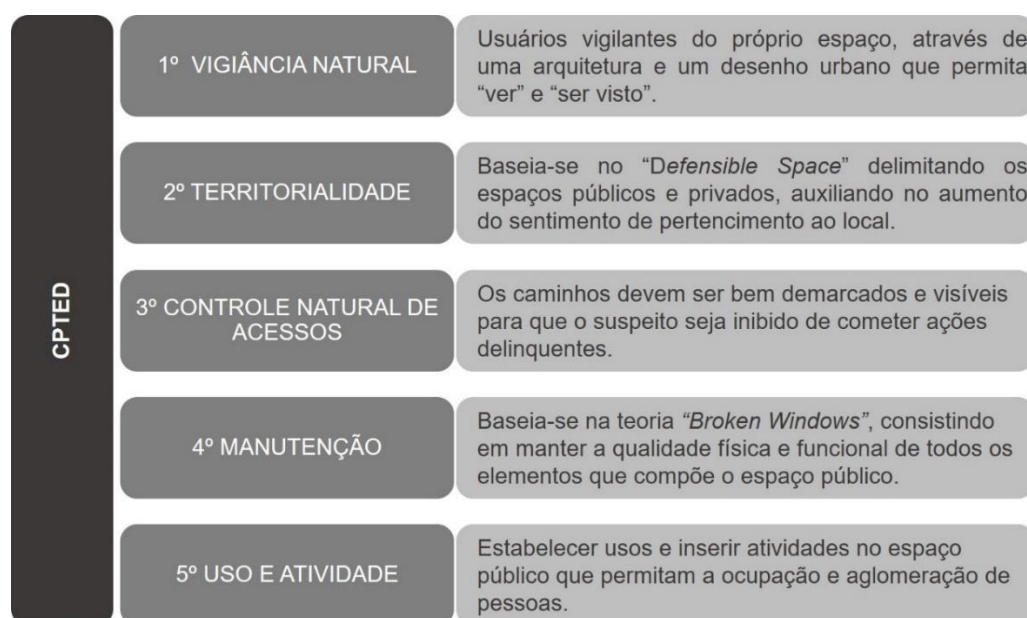 CPTED
1º VIGIÂNCIA NATURAL
Usuários vigilantes do próprio espaço, através de
uma arquitetura e um desenho urbano que permita
“ver” e “ser visto”.
2º TERRITORIALIDADE
Baseia-se no “Defensible Space” delimitando os
espaços públicos e privados, auxiliando no aumento
do sentimento de pertencimento ao local.
3º CONTROLE NATURAL DE
ACESSOS
Os caminhos devem ser bem demarcados e visíveis
para que o suspeito seja inibido de cometer ações
delinquentes.
4º MANUTENÇÃO
Baseia-se na teoria “Broken Windows”, consistindo
em manter a qualidade física e funcional de todos os
elementos que compõe o espaço público.
5º USO E ATIVIDADE
Estabelecer usos e inserir atividades no espaço
público que permitam a ocupação e aglomeração de
pessoas.